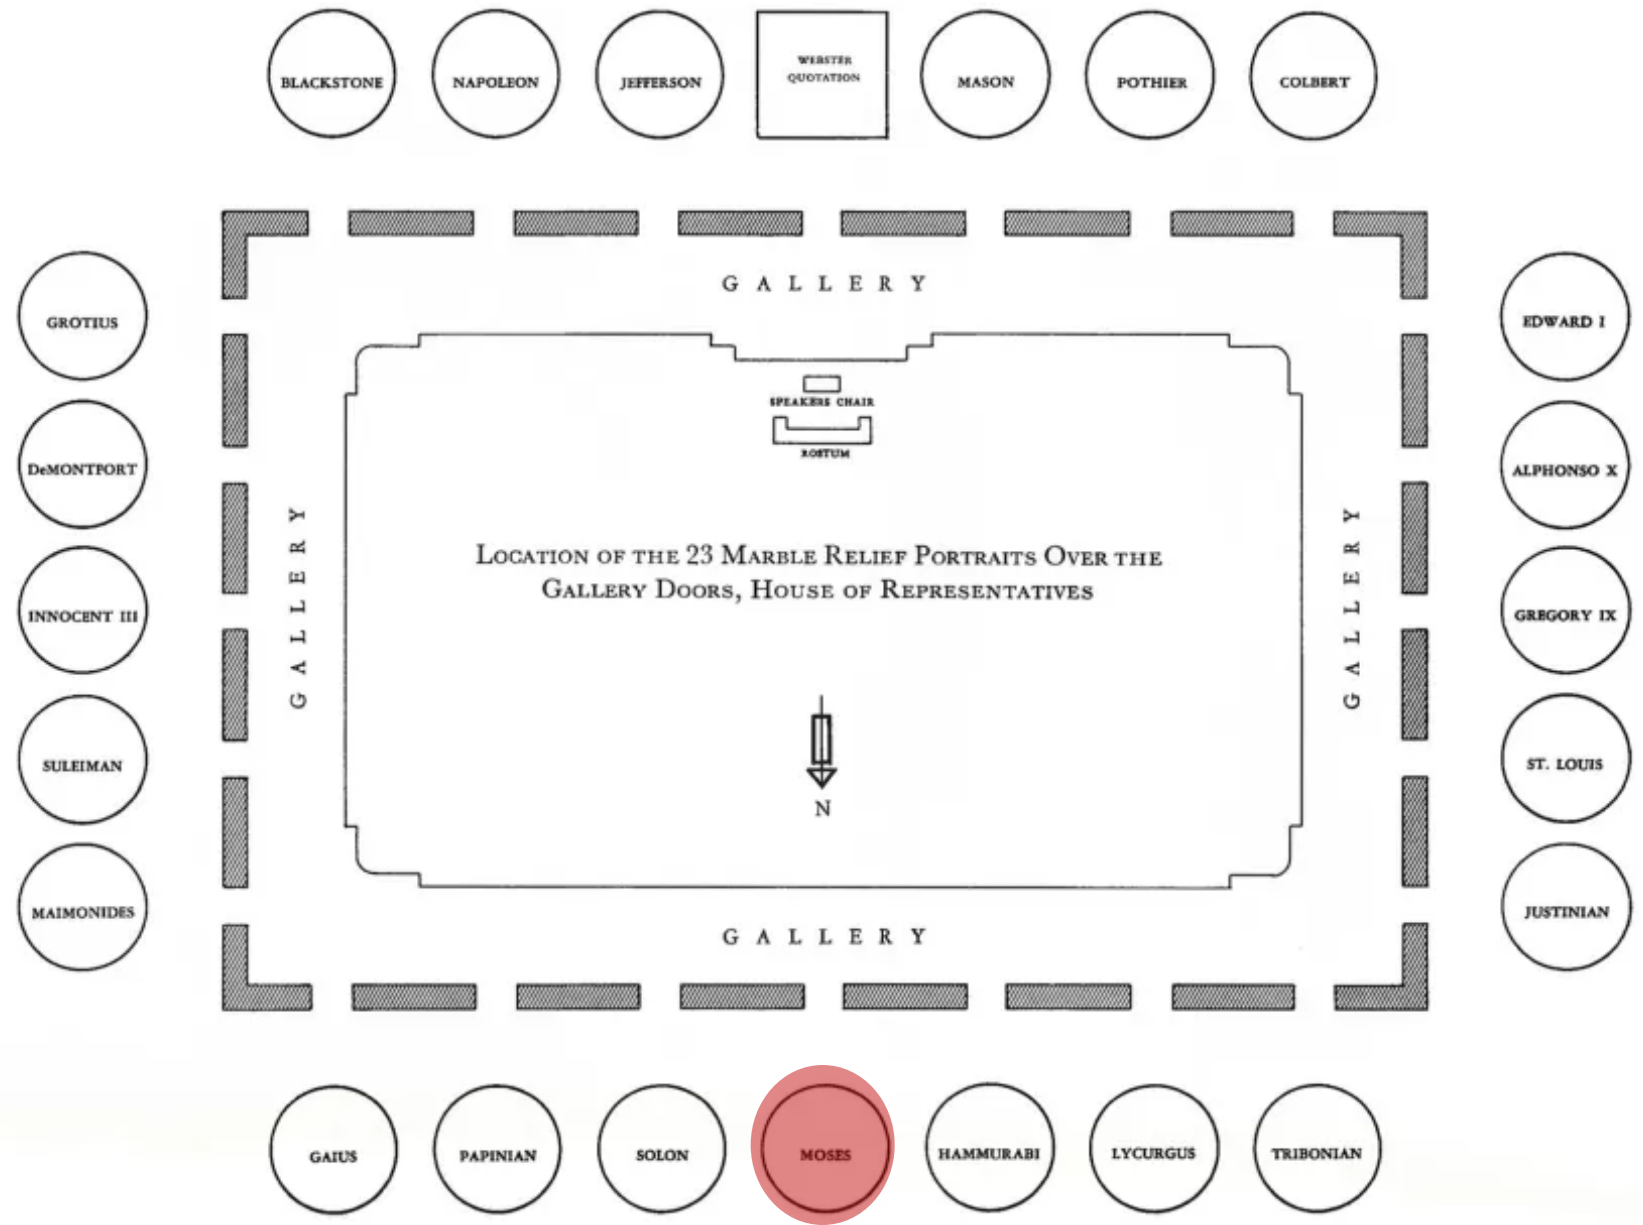 BLACKSTONE
NAPOLEON
JEFFERSON
WEBSTER
QUOTATION
MASON
POTHIER
COLBERT
GALLERY
GROTIUS
DeMONTFORT
INNOCENT III
SULEIMAN
MAIMONIDES
GALLERY
SPEAKERS CHAIR
ROSTUM
LOCATION OF THE 23 MARBLE RELIEF PORTRAITS OVER THE
GALLERY DOORS, HOUSE OF REPRESENTATIVES
N
GALLERY
EDWARD I
ALPHONSO X
GREGORY IX
ST. LOUIS
JUSTINIAN
GALLERY
GAIUS
PAPINIAN
SOLON
MOSES
HAMMURABI
LYCURGUS
TRIBONIAN